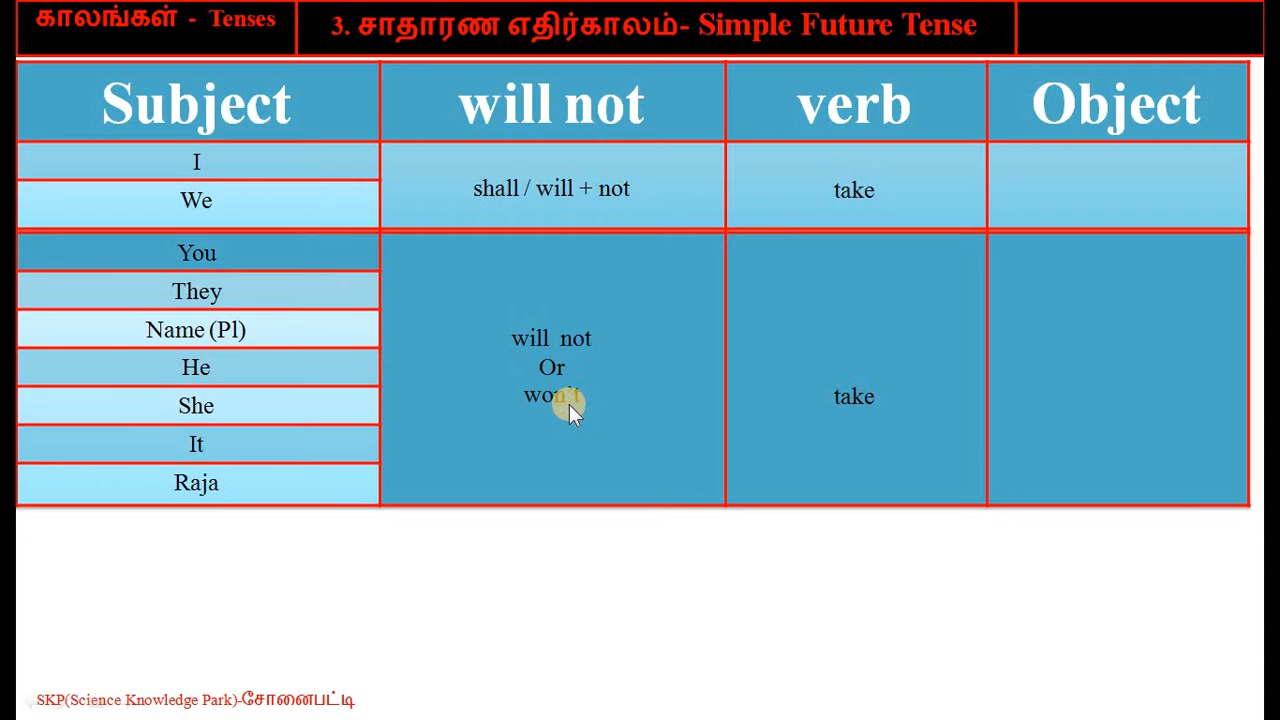 காலங்கள் - Tenses
3. சாதாரண எதிர்காலம்- Simple Future Tense
Subject will not verb Object
I
We
shall / will + not
take
You
They
Name (Pl)
He
She
It
Raja
will not
Or
won't
take
SKP(Science Knowledge Park)-சோனைபட்டி